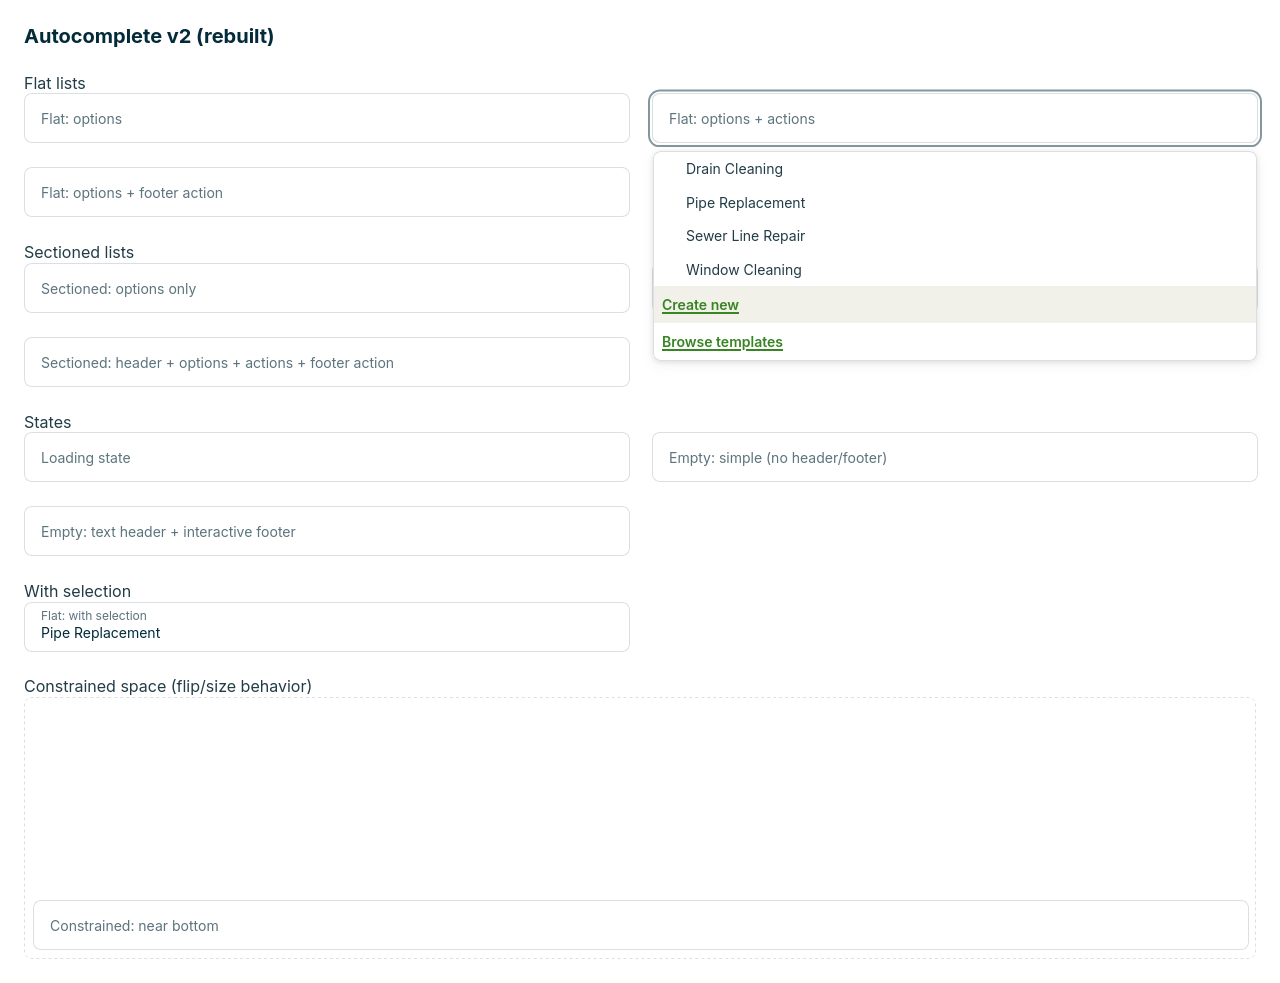 Autocomplete v2 (rebuilt)
Flat lists
Flat: options
Flat: options + actions
Drain Cleaning
Pipe Replacement
Sewer Line Repair
Window Cleaning
Create new
Browse templates
Flat: options + footer action
Sectioned lists
Sectioned: options only
Sectioned: header + options + actions + footer action
States
Loading state
Empty: simple (no header/footer)
Empty: text header + interactive footer
With selection
Flat: with selection
Pipe Replacement
Constrained space (flip/size behavior)
Constrained: near bottom